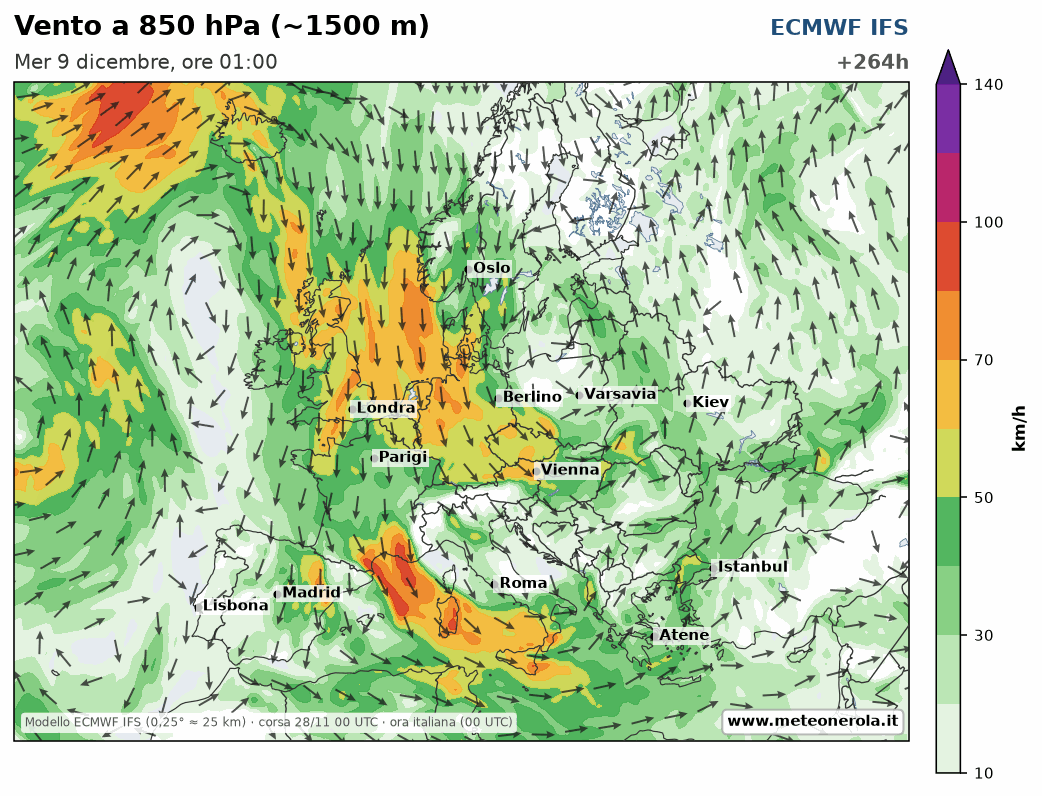 Vento a 850 hPa (~1500 m)
ECMWF IFS
Mer 9 dicembre, ore 01:00
+264h
140
100
70
50
30
10
km/h
Oslo
Londra
Berlino
Varsavia
Kiev
Parigi
Vienna
Madrid
Lisbona
Roma
Istanbul
Atene
Modello ECMWF IFS (0,25° ≈ 25 km) · corsa 28/11 00 UTC · ora italiana (00 UTC)
www.meteonerola.it